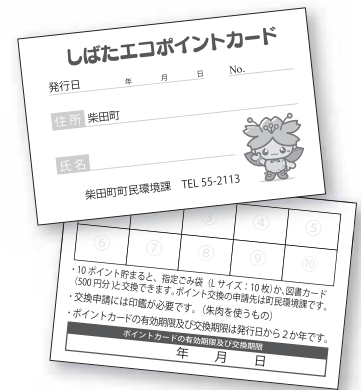 しばたエコポイントカード
発行日 年 月 日 No.
住所 柴田町
氏名
柴田町町民環境課 TEL 55-2113
③ ④ ⑤
⑥ ⑦ ⑧ ⑨ ⑩
・10ポイント貯まると、指定ごみ袋(Lサイズ:10枚)か、図書カード
(500円分)と交換できます。ポイント交換の申請先は町民環境課です。
・交換申請には印鑑が必要です。(朱肉を使うもの)
・ポイントカードの有効期限及び交換期限は発行日から2か年です。
ポイントカードの有効期限及び交換期限
年 月 日